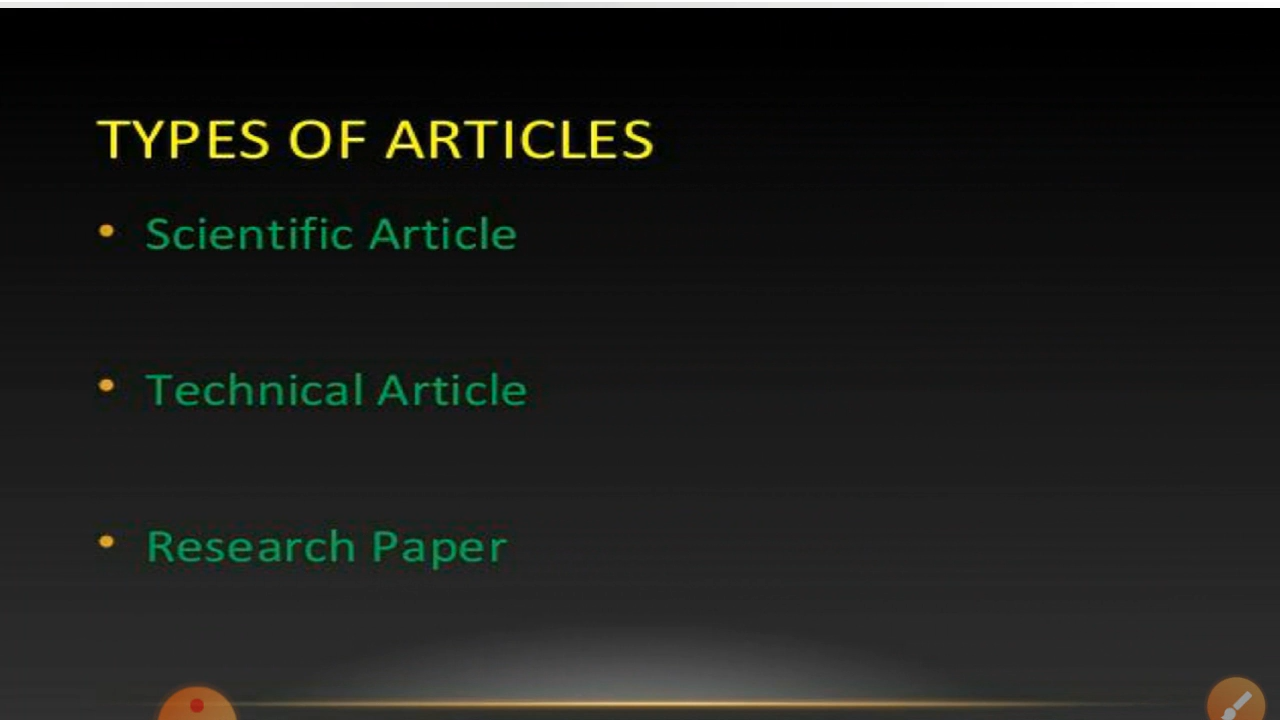 TYPES OF ARTICLES
• Scientific Article
• Technical Article
• Research Paper